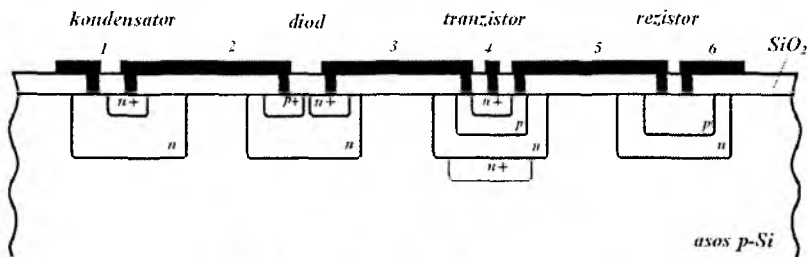 kondensator diod tranzistor rezistor
1 2 3 4 5 6 SiO₂
n+ p+ n+ n+
n n p n p n
n+
asos p-Si